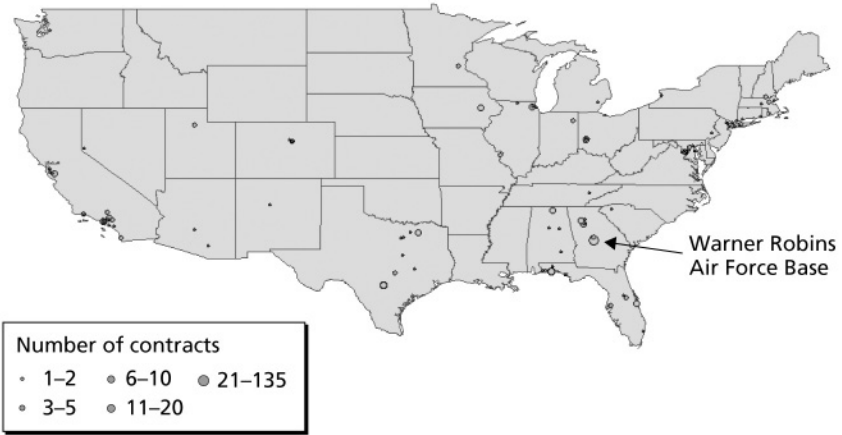 Warner Robins
Air Force Base
Number of contracts
1–2 6–10 21–135
3–5 11–20